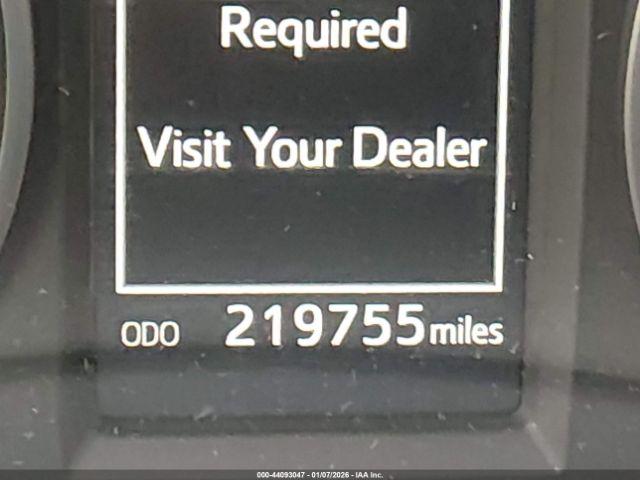 Required
Visit Your Dealer
ODO 219755 miles
000-44093047 - 01/07/2026 - IAA Inc.